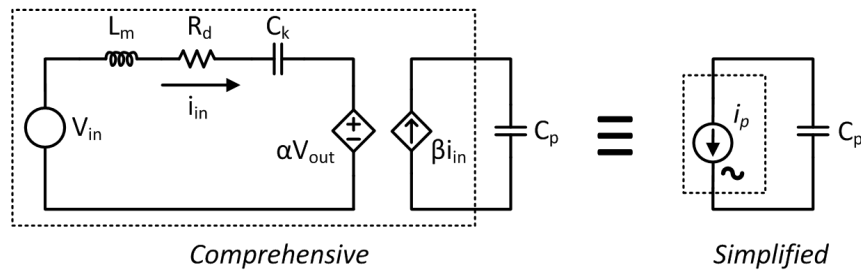 Lm
Rd
Ck
iin
Vin
αVout
+
−
βiin
Cp
≡
ip
~
Cp
Comprehensive
Simplified